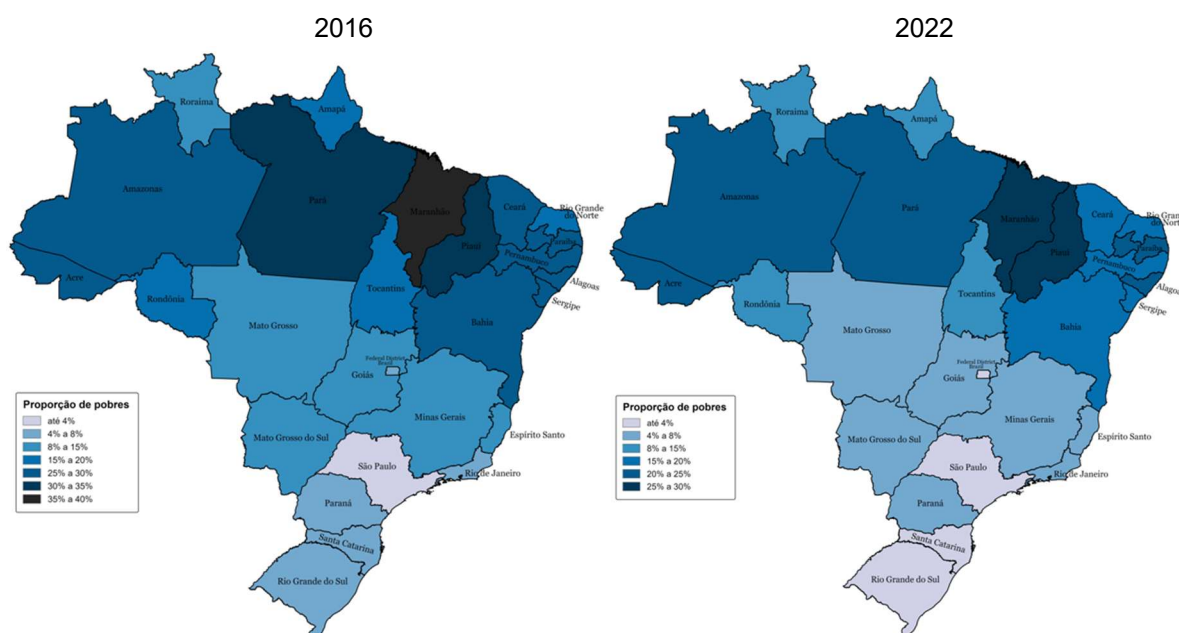 2016
2022
Roraima
Amapá
Amazonas
Pará
Maranhão
Ceará
Rio Grande
do Norte
Piauí
Paraíba
Pernambuco
Acre
Alagoas
Sergipe
Rondônia
Tocantins
Bahia
Mato Grosso
Federal District
Brazil
Goiás
Minas Gerais
Espírito Santo
Mato Grosso do Sul
São Paulo
Rio de Janeiro
Paraná
Santa Catarina
Rio Grande do Sul
Proporção de pobres
até 4%
4% a 8%
8% a 15%
15% a 20%
25% a 30%
30% a 35%
35% a 40%
Roraima
Amapá
Amazonas
Pará
Maranhão
Ceará
Rio Grande
do Norte
Piauí
Paraíba
Pernambuco
Acre
Alagoas
Sergipe
Rondônia
Tocantins
Bahia
Mato Grosso
Federal District
Brazil
Goiás
Minas Gerais
Espírito Santo
Mato Grosso do Sul
São Paulo
Rio de Janeiro
Paraná
Santa Catarina
Rio Grande do Sul
Proporção de pobres
até 4%
4% a 8%
8% a 15%
15% a 20%
20% a 25%
25% a 30%